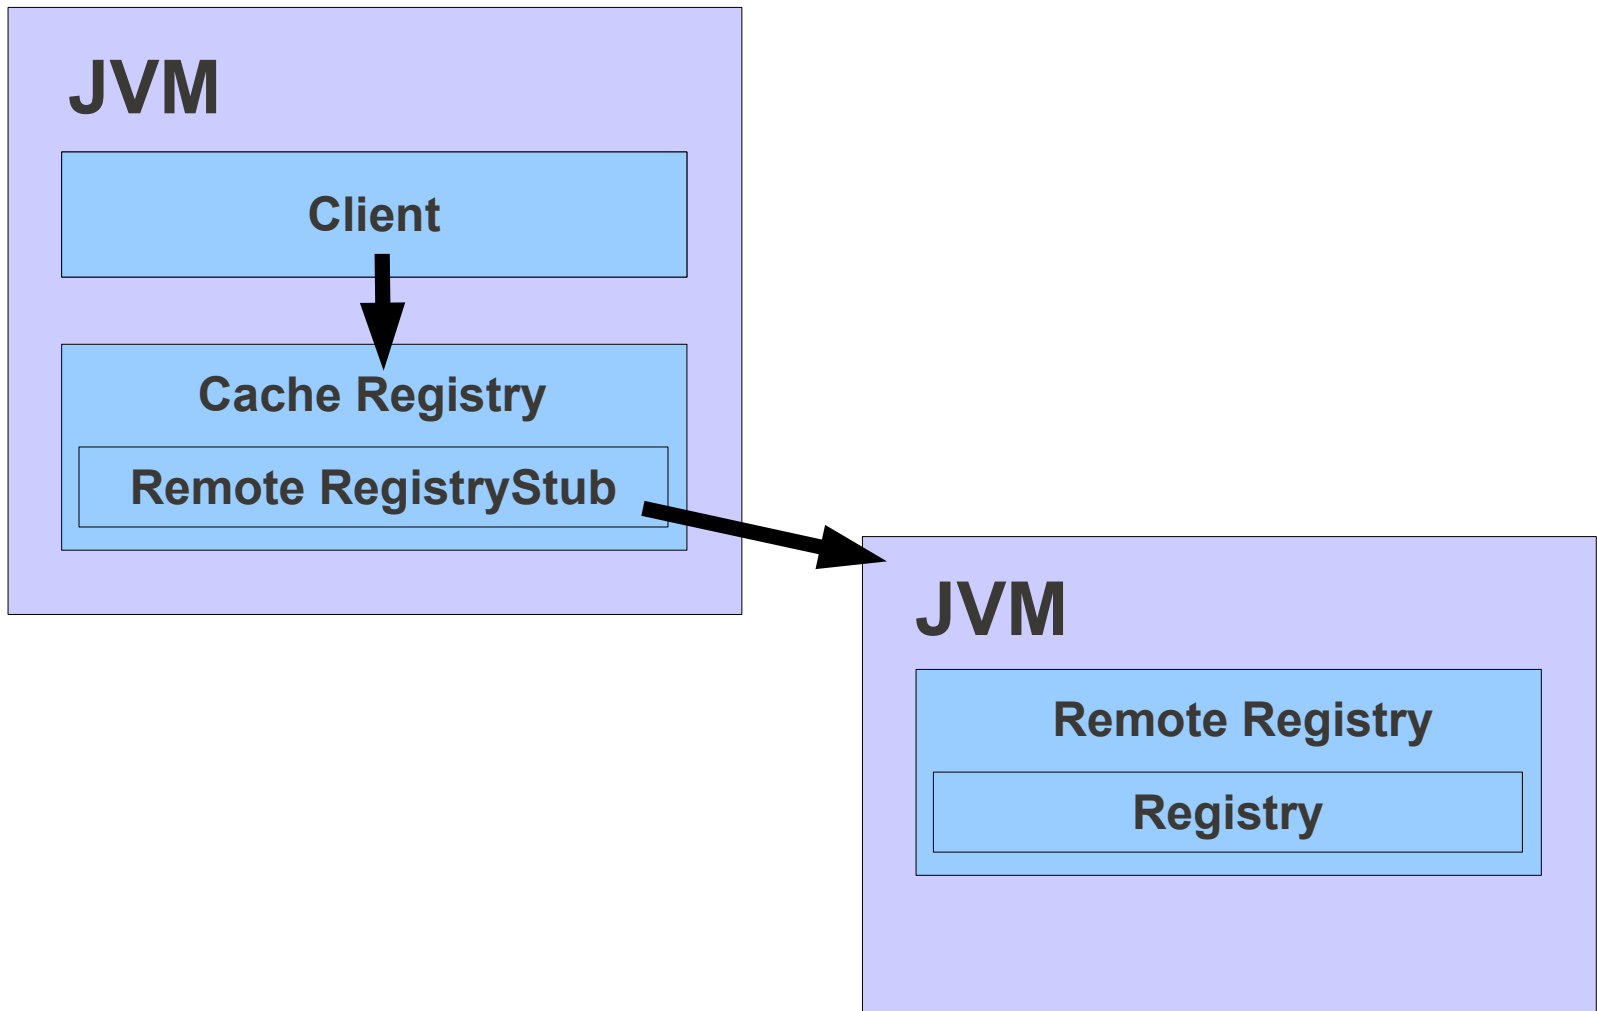 JVM
Client
Cache Registry
Remote RegistryStub
JVM
Remote Registry
Registry